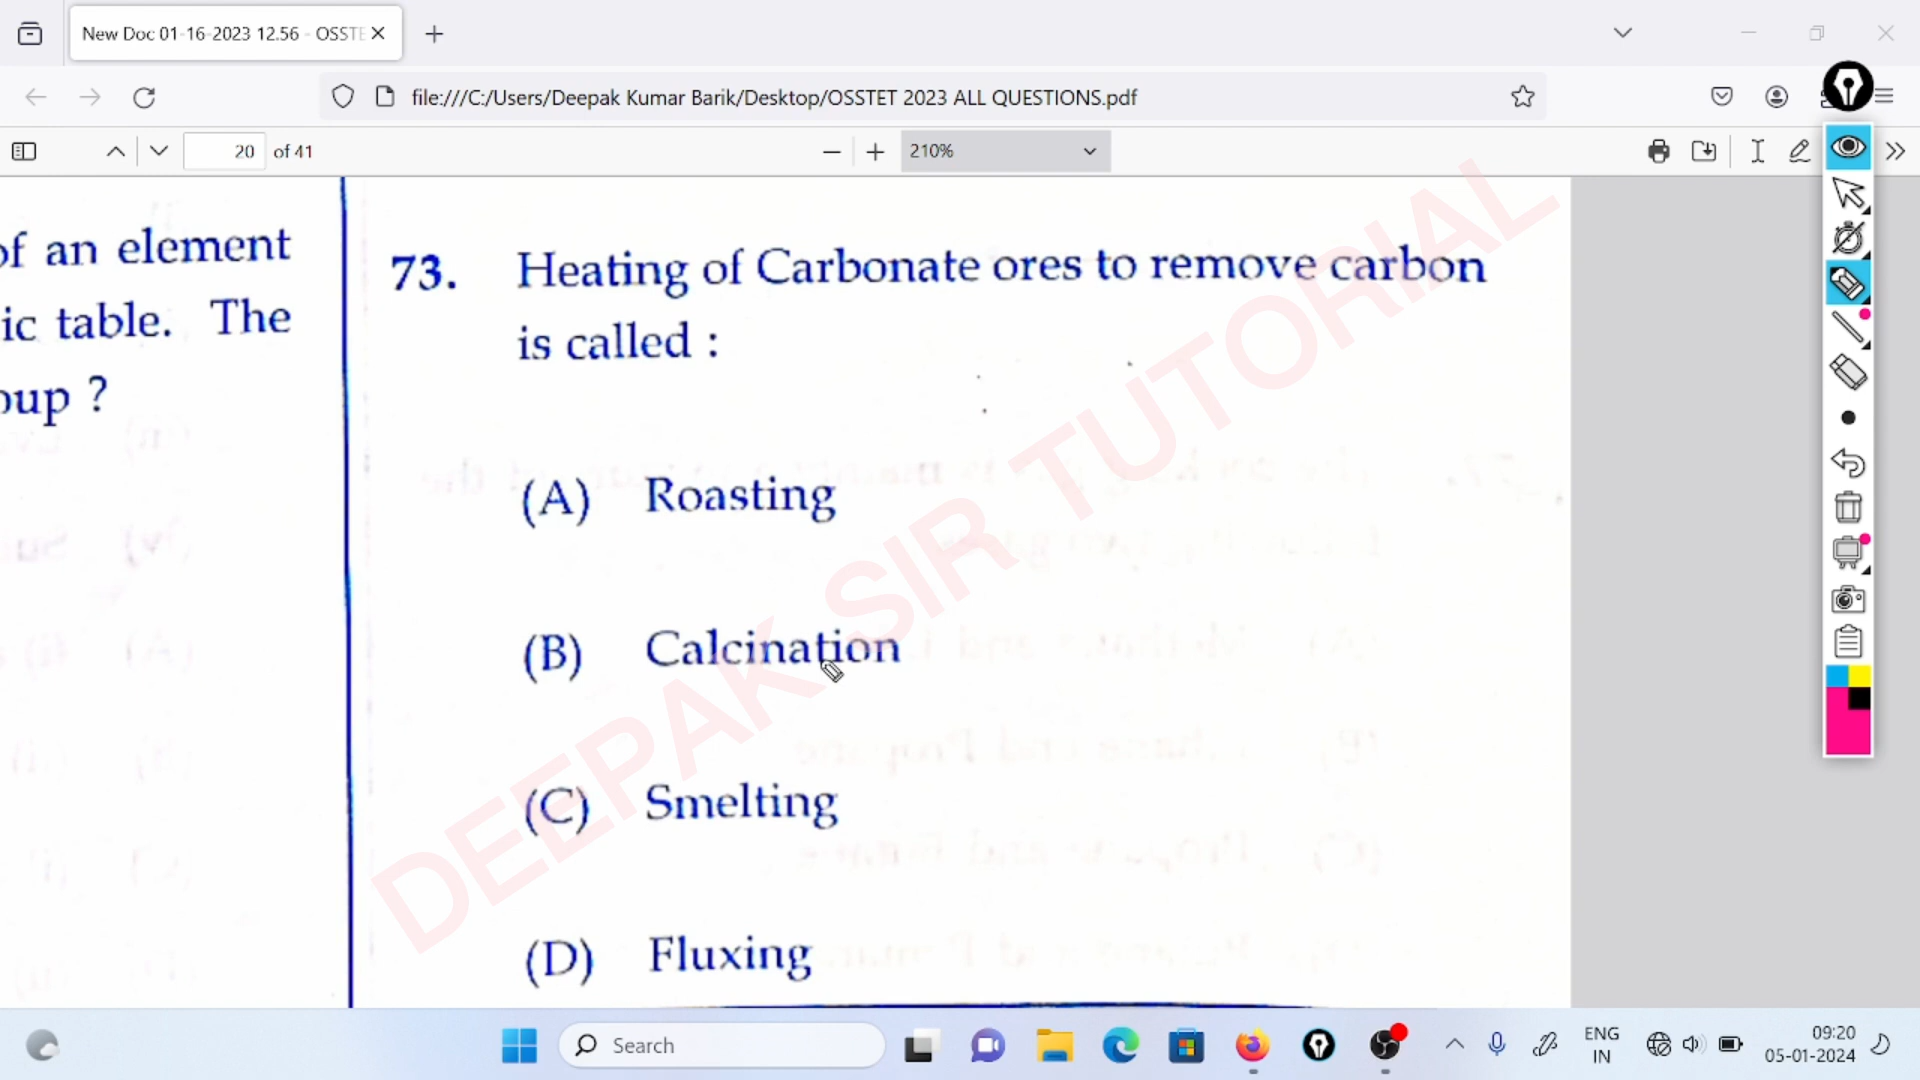 New Doc 01-16-2023 12.56 - OSSTE
file:///C:/Users/Deepak Kumar Barik/Desktop/OSSTET 2023 ALL QUESTIONS.pdf
20 of 41
210%
of an element
ic table. The
oup ?
73. Heating of Carbonate ores to remove carbon
is called :
(A) Roasting
(B) Calcination
(C) Smelting
(D) Fluxing
DEEPAK SIR TUTORIAL
Search
ENG
IN
09:20
05-01-2024